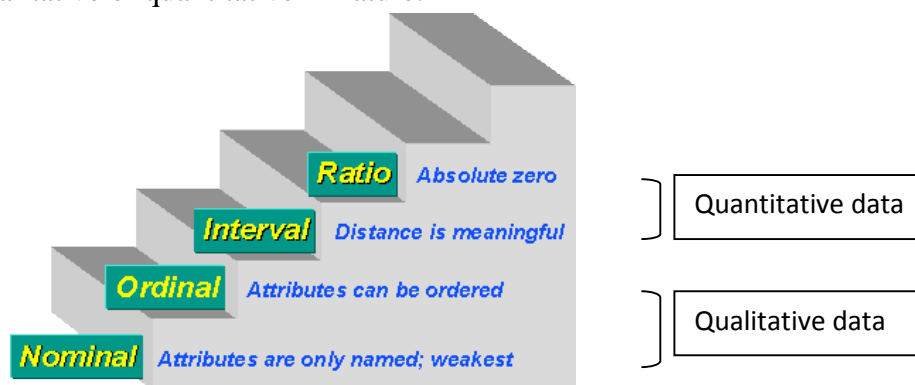 Ratio Absolute zero
Quantitative data
Interval Distance is meaningful
Ordinal Attributes can be ordered
Qualitative data
Nominal Attributes are only named; weakest